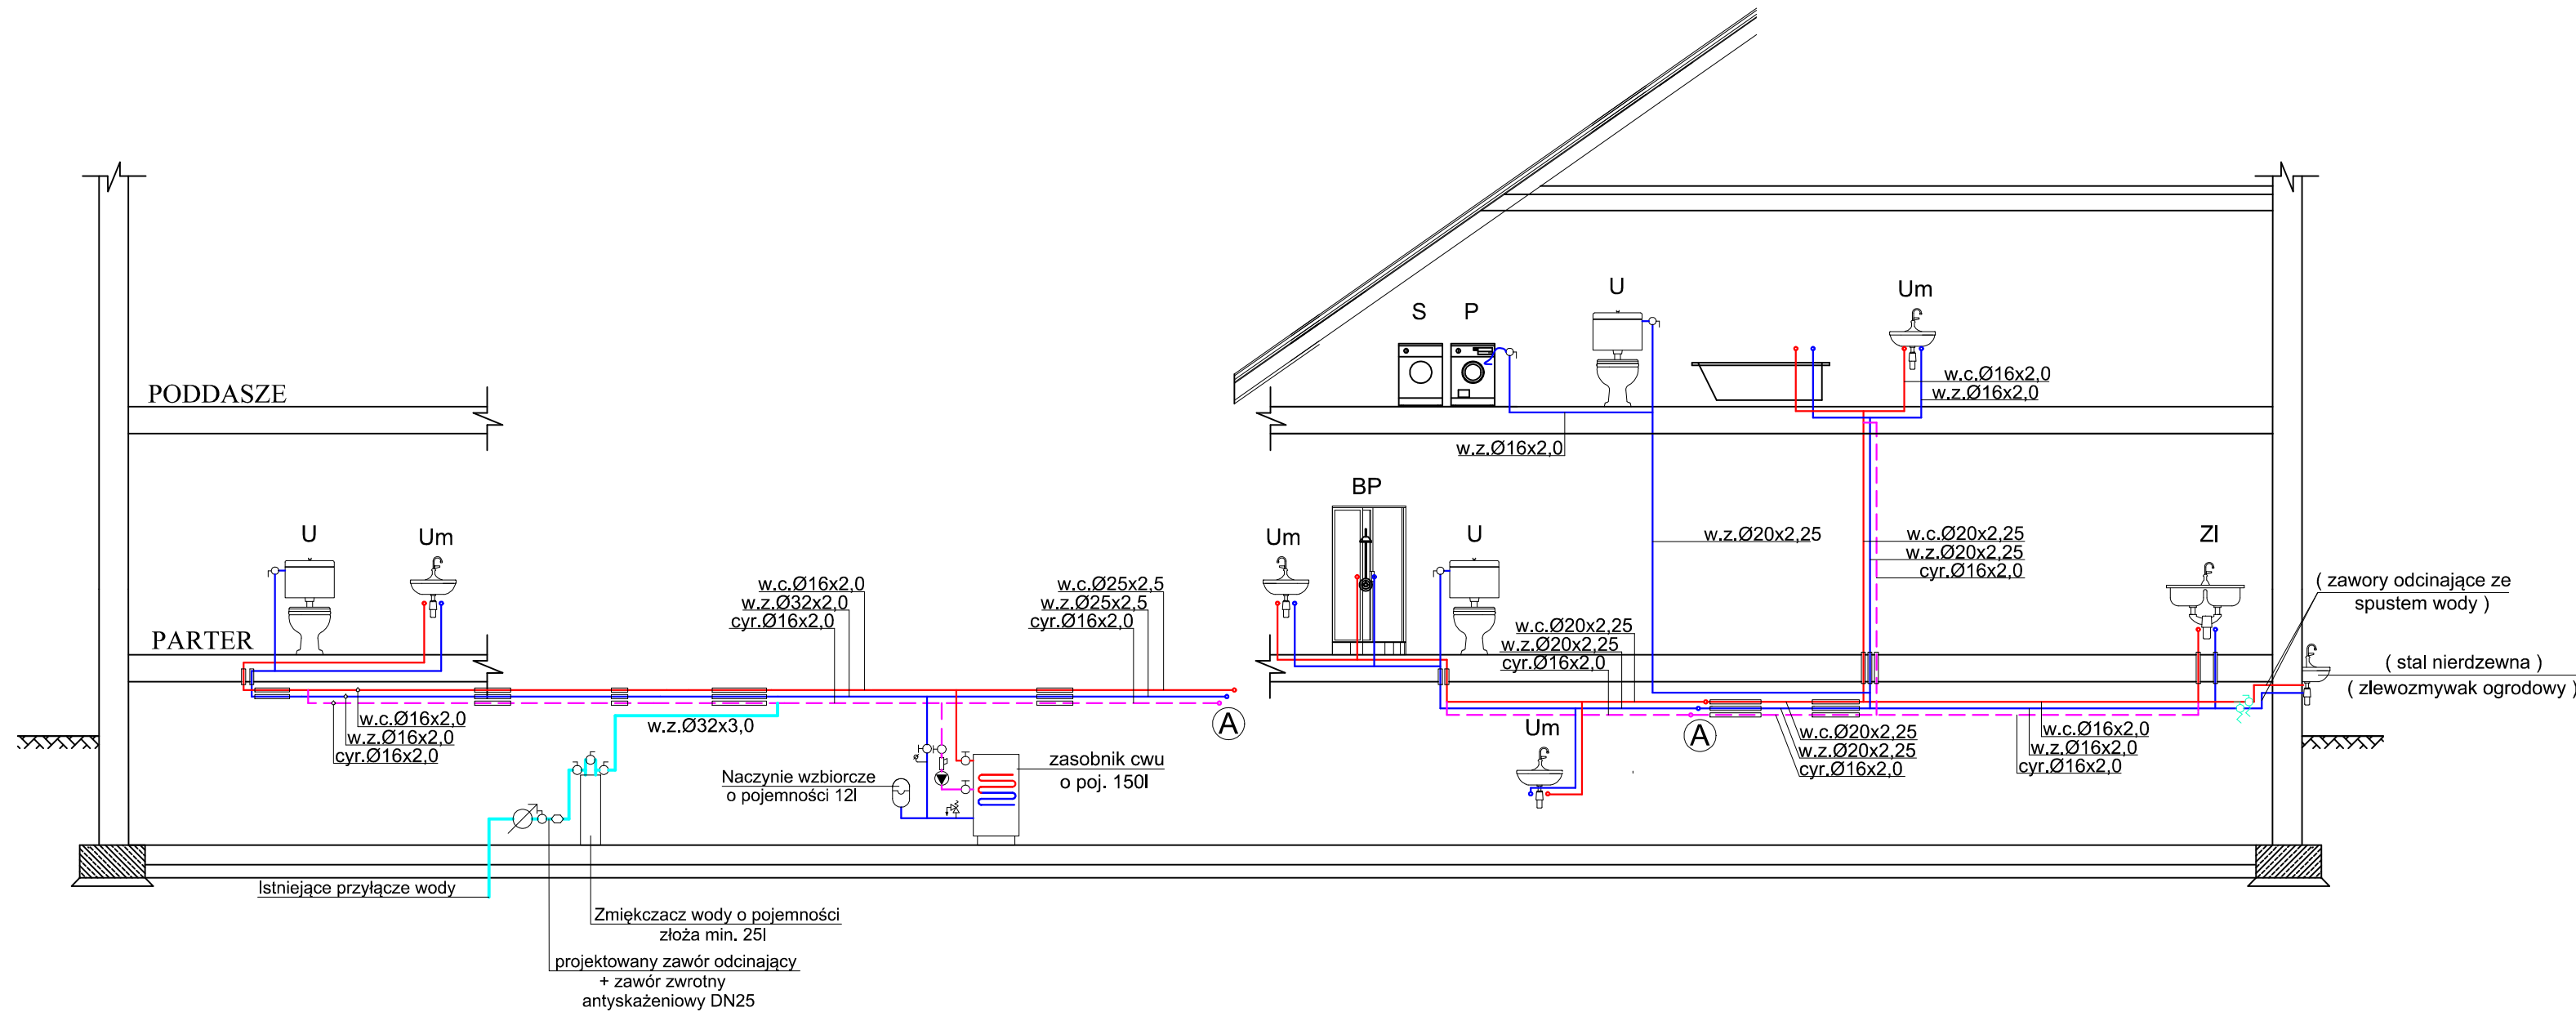 S
P
U
Um
PODDASZE
w.c.Ø16x2,0
w.z.Ø16x2,0
w.z.Ø16x2,0
BP
U
Um
Um
U
w.z.Ø20x2,25
w.c.Ø20x2,25
w.z.Ø20x2,25
cyr.Ø16x2,0
Zl
( zawory odcinające ze
spustem wody )
w.c.Ø16x2,0
w.z.Ø32x2,0
cyr.Ø16x2,0
w.c.Ø25x2,5
w.z.Ø25x2,5
cyr.Ø16x2,0
PARTER
w.c.Ø20x2,25
w.z.Ø20x2,25
cyr.Ø16x2,0
( stal nierdzewna )
( zlewozmywak ogrodowy )
w.c.Ø16x2,0
w.z.Ø16x2,0
cyr.Ø16x2,0
w.z.Ø32x3,0
A
Um
A
w.c.Ø20x2,25
w.z.Ø20x2,25
cyr.Ø16x2,0
w.c.Ø16x2,0
w.z.Ø16x2,0
cyr.Ø16x2,0
Naczynie wzbiorcze
o pojemności 12l
zasobnik cwu
o poj. 150l
Istniejące przyłącze wody
Zmiękczacz wody o pojemności
złoża min. 25l
projektowany zawór odcinający
+ zawór zwrotny
antyskażeniowy DN25